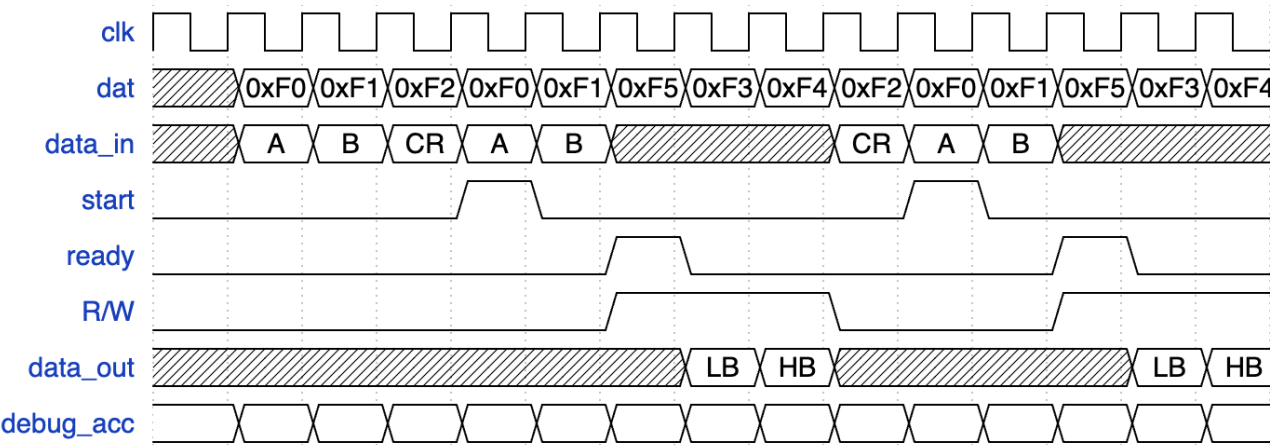 clk
dat 0xF0 0xF1 0xF2 0xF0 0xF1 0xF5 0xF3 0xF4 0xF2 0xF0 0xF1 0xF5 0xF3 0xF4
data_in A B CR A B CR A B
start
ready
R/W
data_out LB HB LB HB
debug_acc